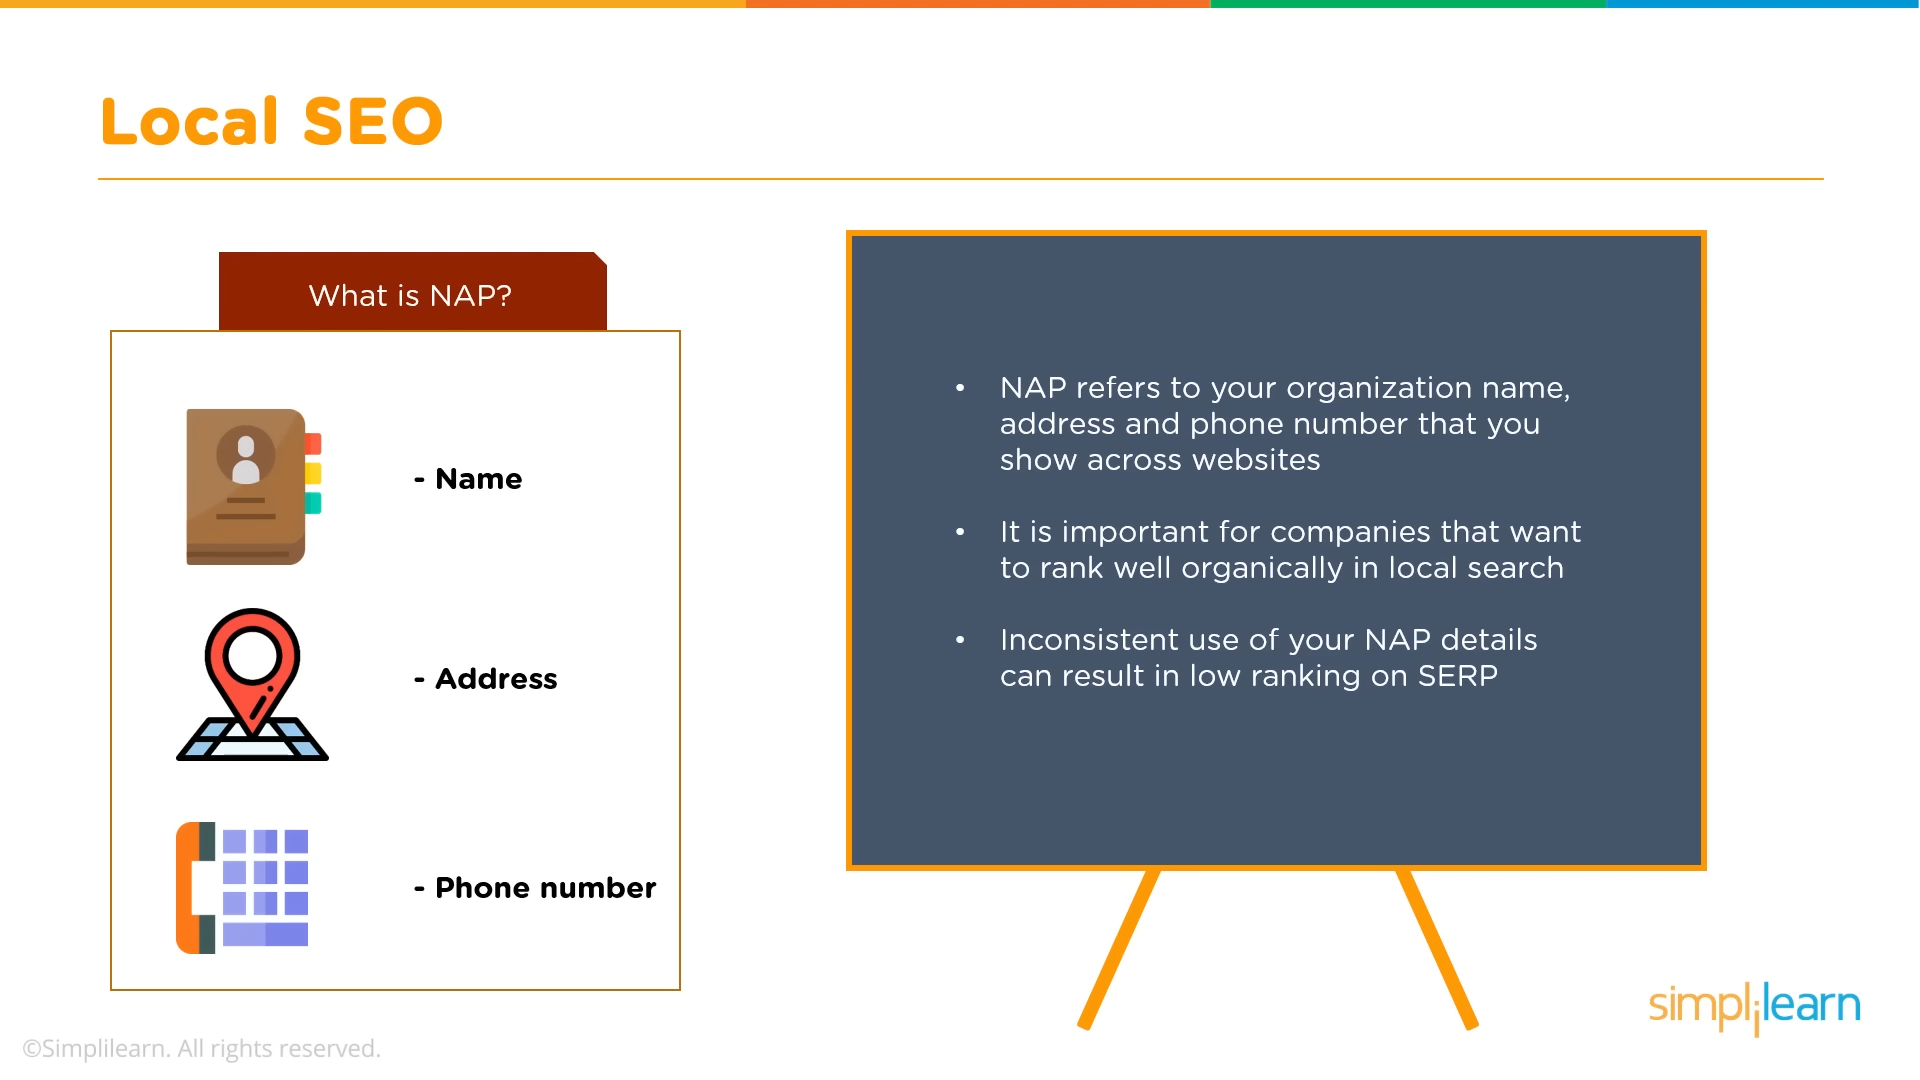 Local SEO
What is NAP?
- Name
- Address
- Phone number
• NAP refers to your organization name,
address and phone number that you
show across websites
• It is important for companies that want
to rank well organically in local search
• Inconsistent use of your NAP details
can result in low ranking on SERP
simplilearn
©Simplilearn. All rights reserved.